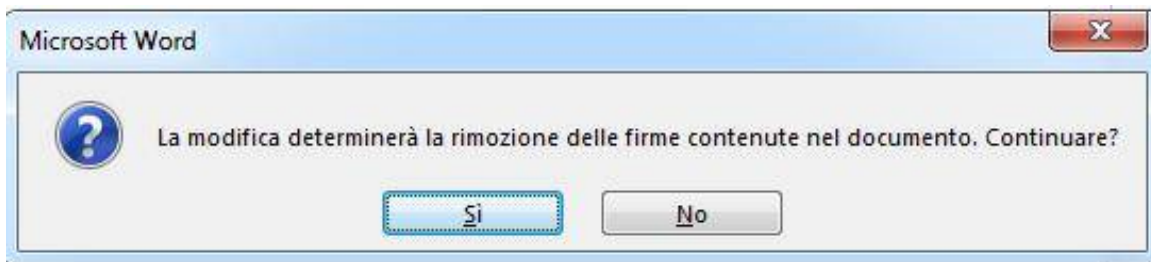 Microsoft Word
La modifica determinerà la rimozione delle firme contenute nel documento. Continuare?
Sì No